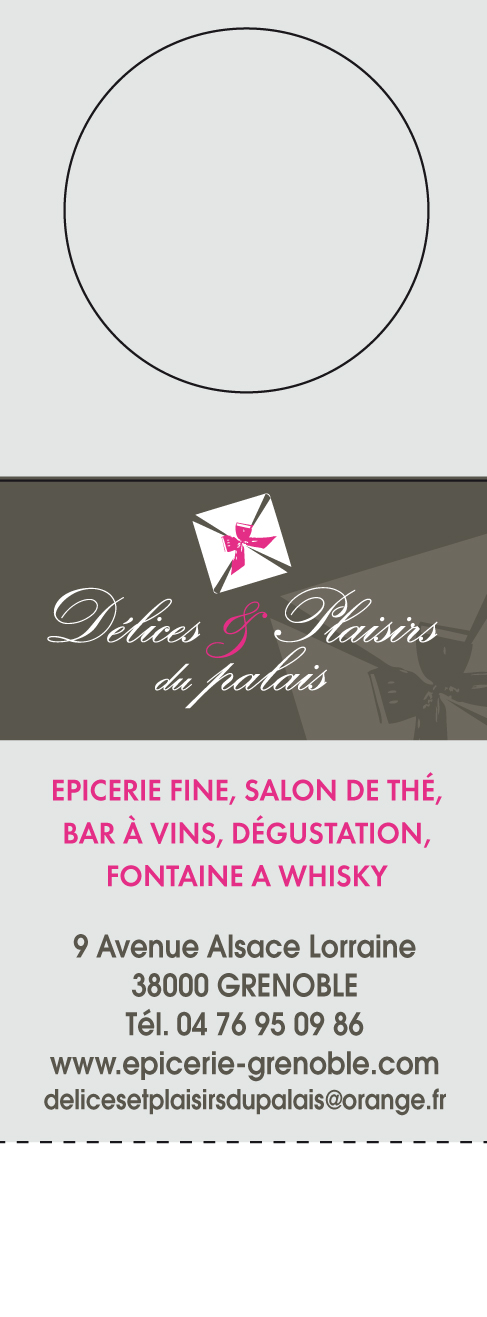 Délices & Plaisirs
du palais
EPICERIE FINE, SALON DE THÉ,
BAR À VINS, DÉGUSTATION,
FONTAINE A WHISKY
9 Avenue Alsace Lorraine
38000 GRENOBLE
Tél. 04 76 95 09 86
www.epicerie-grenoble.com
delicesetplaisirsdupalais@orange.fr